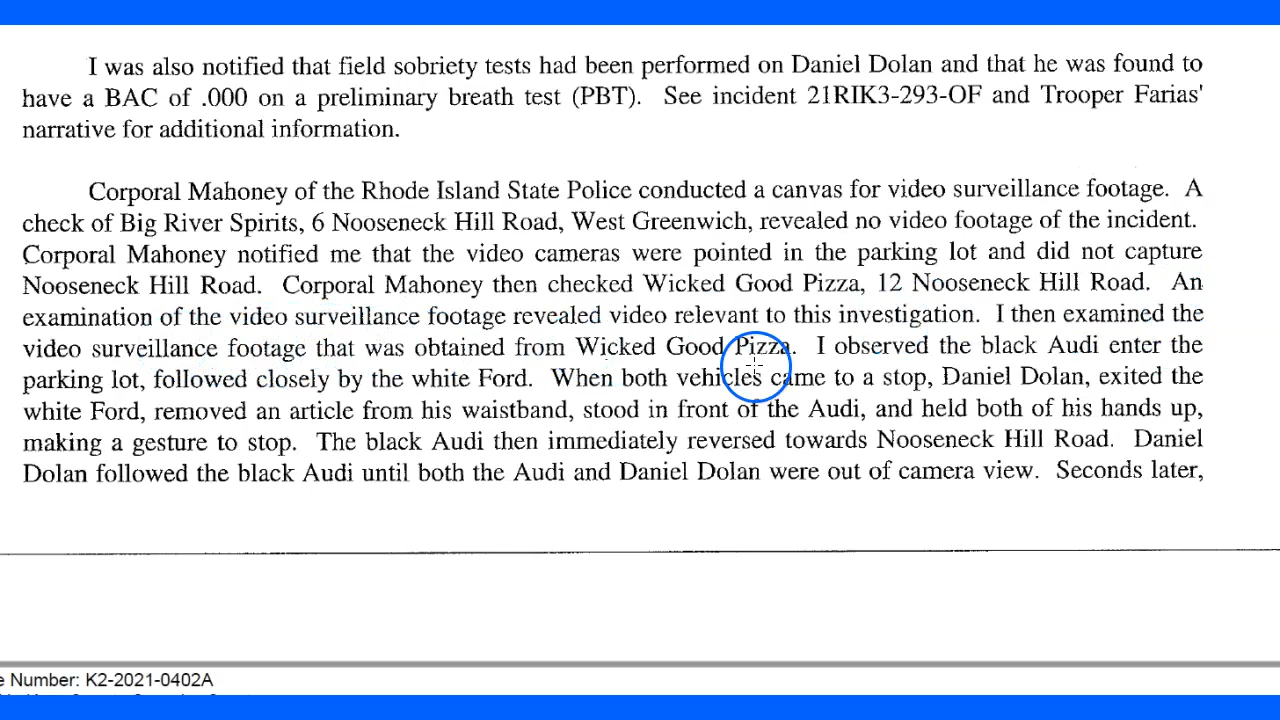 I was also notified that field sobriety tests had been performed on Daniel Dolan and that he was found to
have a BAC of .000 on a preliminary breath test (PBT). See incident 21RIK3-293-OF and Trooper Farias'
narrative for additional information.
Corporal Mahoney of the Rhode Island State Police conducted a canvas for video surveillance footage. A
check of Big River Spirits, 6 Nooseneck Hill Road, West Greenwich, revealed no video footage of the incident.
Corporal Mahoney notified me that the video cameras were pointed in the parking lot and did not capture
Nooseneck Hill Road. Corporal Mahoney then checked Wicked Good Pizza, 12 Nooseneck Hill Road. An
examination of the video surveillance footage revealed video relevant to this investigation. I then examined the
video surveillance footage that was obtained from Wicked Good Pizza. I observed the black Audi enter the
parking lot, followed closely by the white Ford. When both vehicles came to a stop, Daniel Dolan, exited the
white Ford, removed an article from his waistband, stood in front of the Audi, and held both of his hands up,
making a gesture to stop. The black Audi then immediately reversed towards Nooseneck Hill Road. Daniel
Dolan followed the black Audi until both the Audi and Daniel Dolan were out of camera view. Seconds later,
e Number: K2-2021-0402A